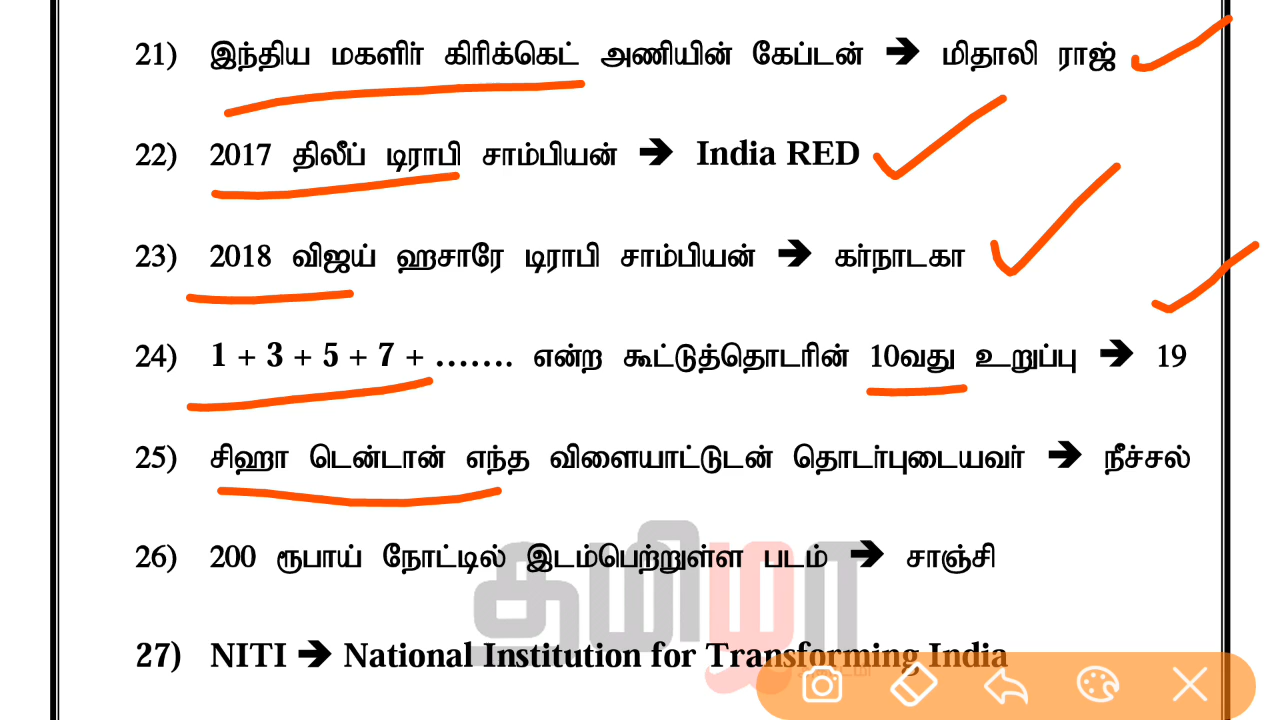 21) இந்திய மகளிர் கிரிக்கெட் அணியின் கேப்டன் 🡺 மிதாலி ராஜ்
22) 2017 திலீப் டிராபி சாம்பியன் 🡺 India RED
23) 2018 விஜய் ஹசாரே டிராபி சாம்பியன் 🡺 கர்நாடகா
24) 1 + 3 + 5 + 7 + ……. என்ற கூட்டுத்தொடரின் 10வது உறுப்பு 🡺 19
25) சிஹா டென்டான் எந்த விளையாட்டுடன் தொடர்புடையவர் 🡺 நீச்சல்
26) 200 ரூபாய் நோட்டில் இடம்பெற்றுள்ள படம் 🡺 சாஞ்சி
தமிழா
27) NITI 🡺 National Institution for Transforming India